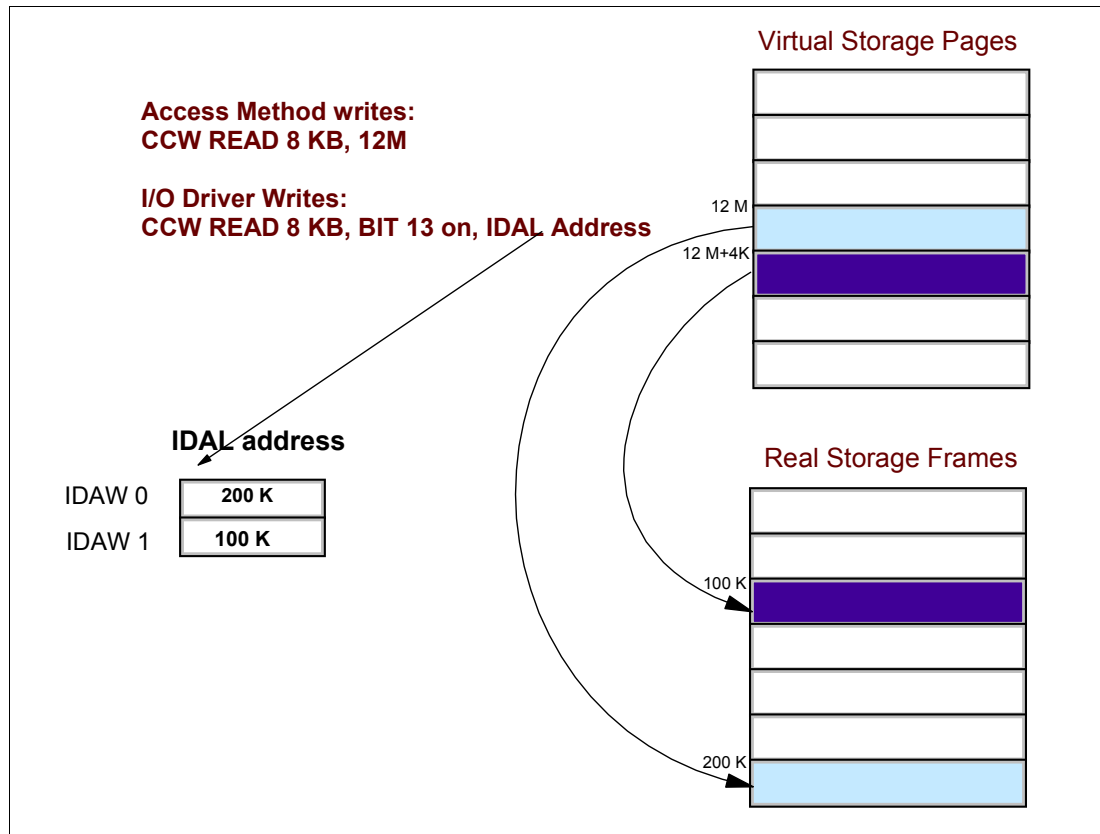 Virtual Storage Pages
Access Method writes:
CCW READ 8 KB, 12M
I/O Driver Writes:
CCW READ 8 KB, BIT 13 on, IDAL Address
12 M
12 M+4K
IDAL address
IDAW 0
200 K
IDAW 1
100 K
Real Storage Frames
100 K
200 K